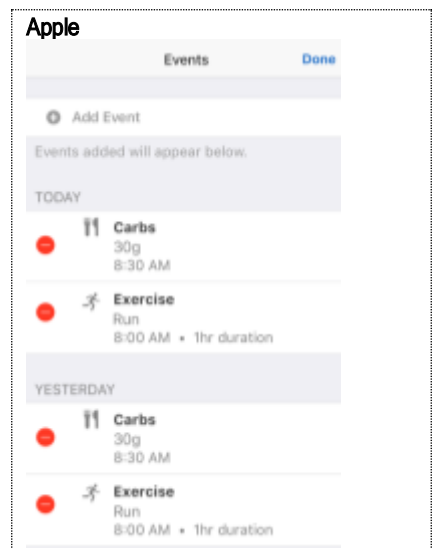 Apple
Events Done
Add Event
Events added will appear below.
TODAY
Carbs
30g
8:30 AM
Exercise
Run
8:00 AM • 1hr duration
YESTERDAY
Carbs
30g
8:30 AM
Exercise
Run
8:00 AM • 1hr duration